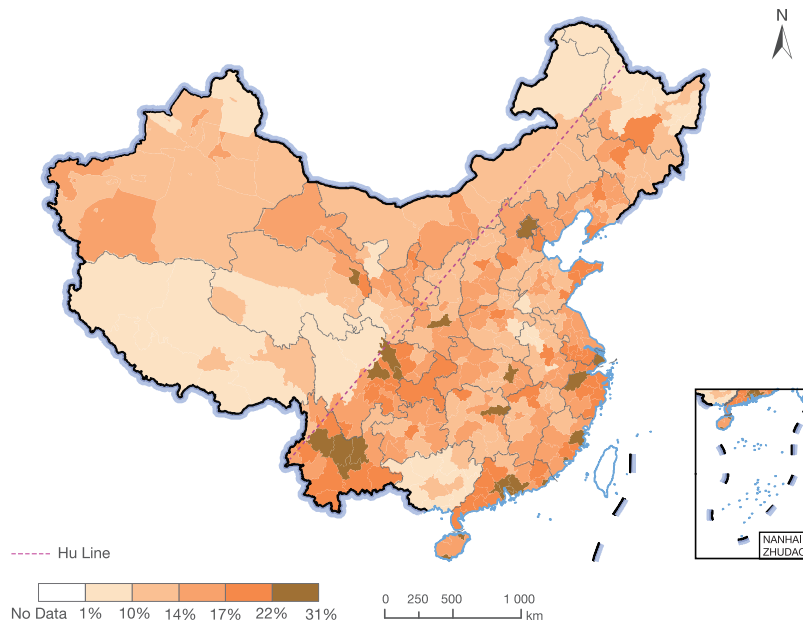 N
NANHAI
ZHUDAO
Hu Line
No Data 1% 10% 14% 17% 22% 31%
0 250 500 1 000
km